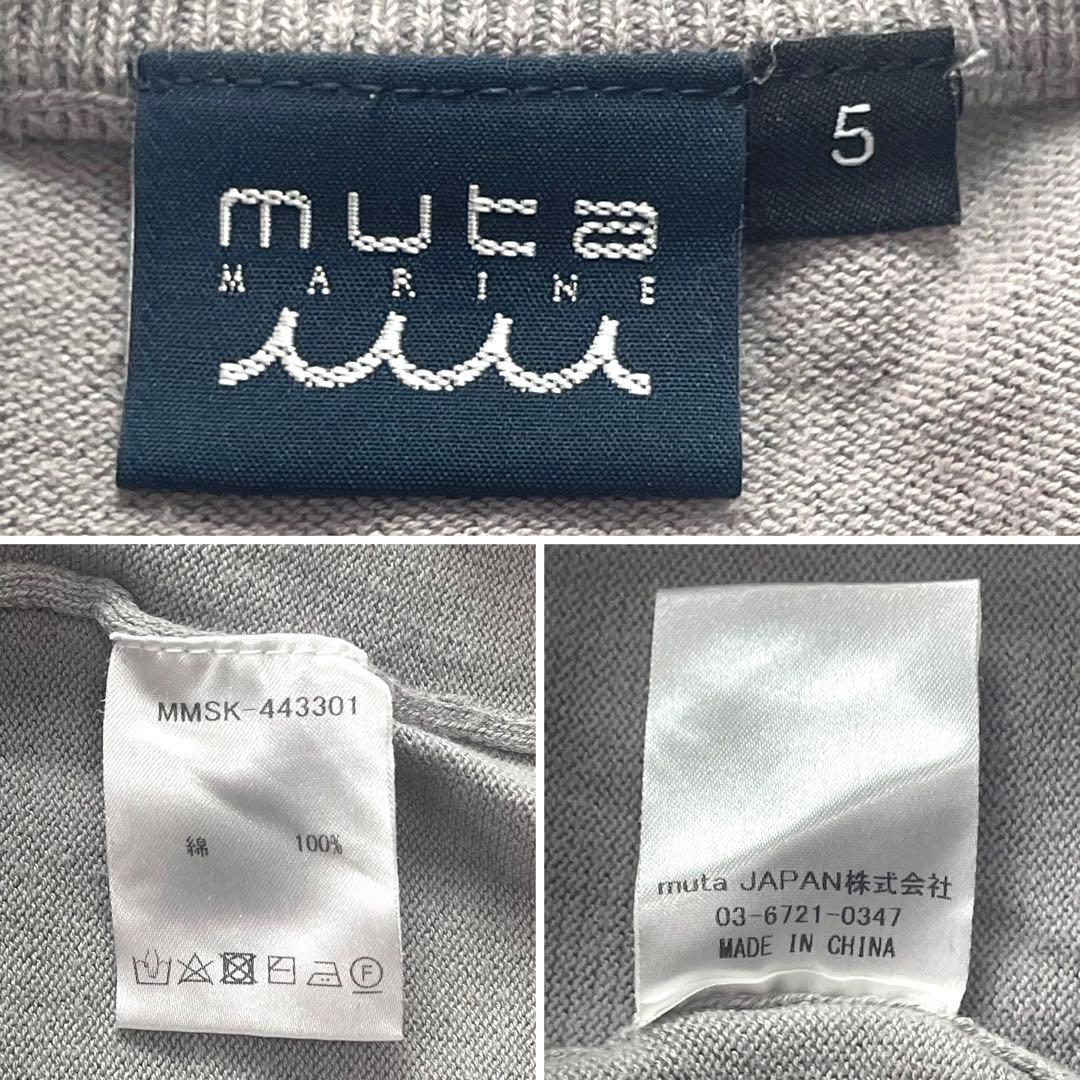 muta
MARINE
5
MMSK-443301
綿 100%
F
muta JAPAN株式会社
03-6721-0347
MADE IN CHINA